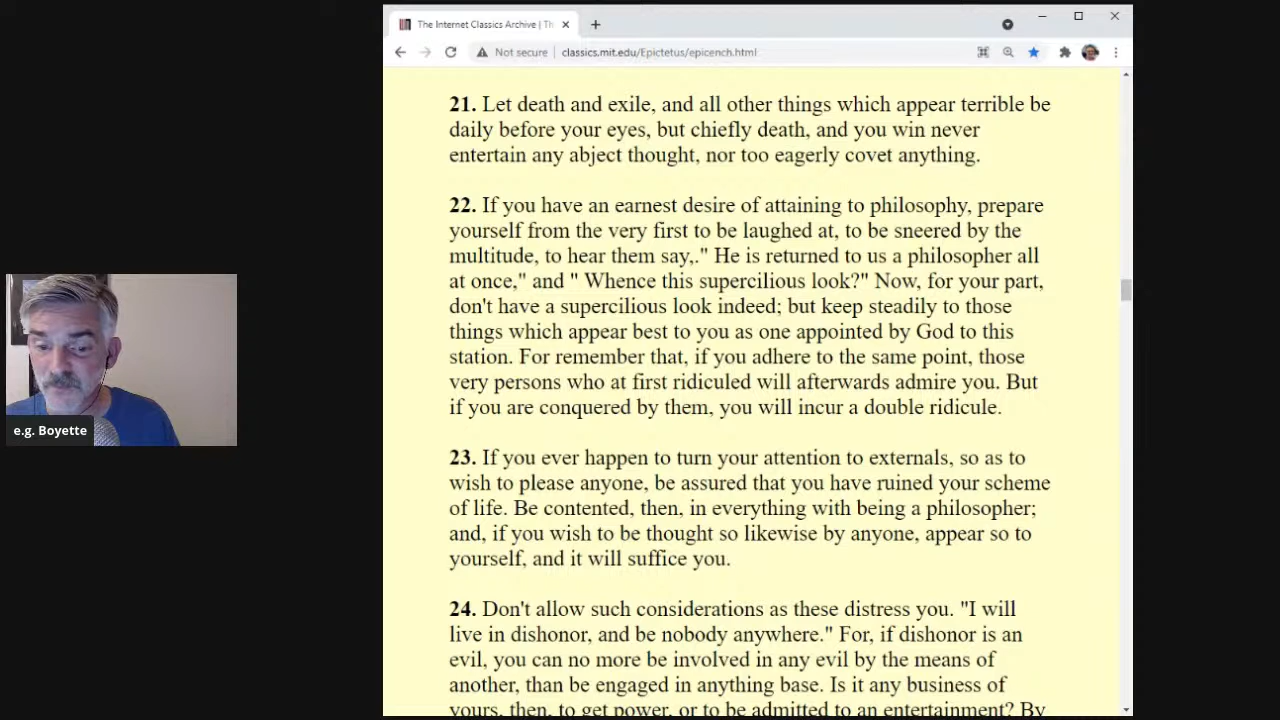 The Internet Classics Archive | Th
Not secure
classics.mit.edu/Epictetus/epicench.html
21. Let death and exile, and all other things which appear terrible be
daily before your eyes, but chiefly death, and you win never
entertain any abject thought, nor too eagerly covet anything.
22. If you have an earnest desire of attaining to philosophy, prepare
yourself from the very first to be laughed at, to be sneered by the
multitude, to hear them say,." He is returned to us a philosopher all
at once," and " Whence this supercilious look?" Now, for your part,
don't have a supercilious look indeed; but keep steadily to those
things which appear best to you as one appointed by God to this
station. For remember that, if you adhere to the same point, those
very persons who at first ridiculed will afterwards admire you. But
if you are conquered by them, you will incur a double ridicule.
23. If you ever happen to turn your attention to externals, so as to
wish to please anyone, be assured that you have ruined your scheme
of life. Be contented, then, in everything with being a philosopher;
and, if you wish to be thought so likewise by anyone, appear so to
yourself, and it will suffice you.
24. Don't allow such considerations as these distress you. "I will
live in dishonor, and be nobody anywhere." For, if dishonor is an
evil, you can no more be involved in any evil by the means of
another, than be engaged in anything base. Is it any business of
yours, then, to get power, or to be admitted to an entertainment? By
e.g. Boyette